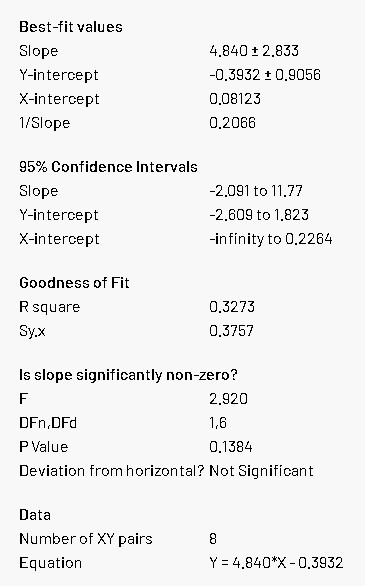 Best-fit values
Slope 4.840 ± 2.833
Y-intercept -0.3932 ± 0.9056
X-intercept 0.08123
1/Slope 0.2066
95% Confidence Intervals
Slope -2.091 to 11.77
Y-intercept -2.609 to 1.823
X-intercept -infinity to 0.2264
Goodness of Fit
R square 0.3273
Sy.x 0.3757
Is slope significantly non-zero?
F 2.920
DFn,DFd 1,6
P Value 0.1384
Deviation from horizontal? Not Significant
Data
Number of XY pairs 8
Equation Y = 4.840*X - 0.3932